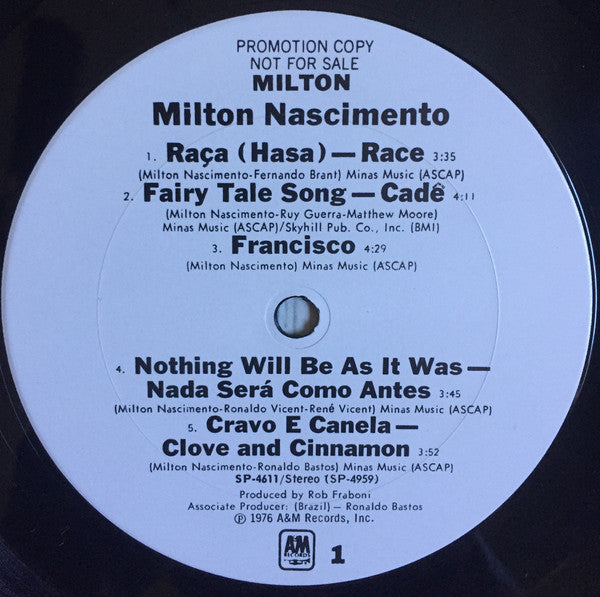 PROMOTION COPY
NOT FOR SALE
MILTON
Milton Nascimento
1. Raça (Hasa) — Race 3:35
(Milton Nascimento-Fernando Brant) Minas Music (ASCAP)
2. Fairy Tale Song — Cadê 4:11
(Milton Nascimento-Ruy Guerra-Matthew Moore)
Minas Music (ASCAP)/Skyhill Pub. Co., Inc. (BMI)
3. Francisco 4:29
(Milton Nascimento) Minas Music (ASCAP)
4. Nothing Will Be As It Was —
Nada Será Como Antes 3:45
(Milton Nascimento-Ronaldo Vicent-René Vicent) Minas Music (ASCAP)
5. Cravo E Canela —
Clove and Cinnamon 3:52
(Milton Nascimento-Ronaldo Bastos) Minas Music (ASCAP)
SP-4611/Stereo (SP-4959)
Produced by Rob Fraboni
Associate Producer: (Brazil) — Ronaldo Bastos
℗ 1976 A&M Records, Inc.
A&M
RECORDS
1